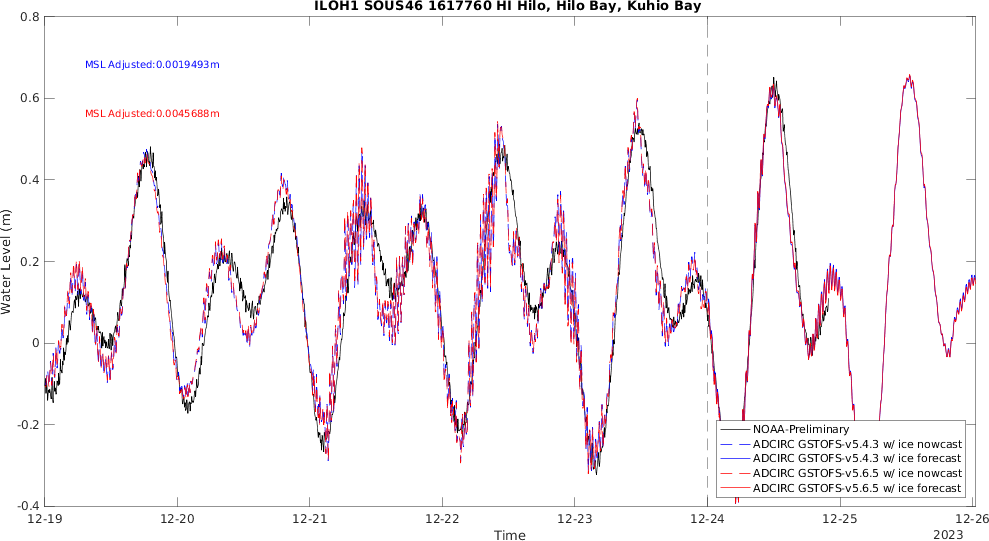 ILOH1 SOUS46 1617760 HI Hilo, Hilo Bay, Kuhio Bay
0.8
0.6
0.4
0.2
0
-0.2
-0.4
Water Level (m)
MSL Adjusted:0.0019493m
MSL Adjusted:0.0045688m
NOAA-Preliminary
ADCIRC GSTOFS-v5.4.3 w/ ice nowcast
ADCIRC GSTOFS-v5.4.3 w/ ice forecast
ADCIRC GSTOFS-v5.6.5 w/ ice nowcast
ADCIRC GSTOFS-v5.6.5 w/ ice forecast
12-19 12-20 12-21 12-22 12-23 12-24 12-25 12-26
Time
2023